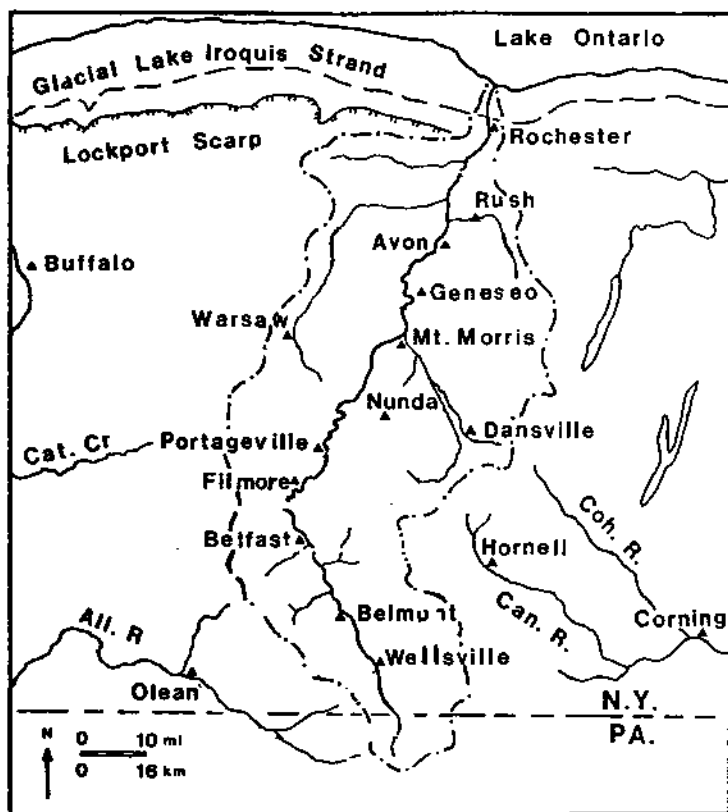 Lake Ontario
Glacial Lake Iroquis Strand
Lockport Scarp
Rochester
Rush
Avon
Buffalo
Geneseo
Warsaw
Mt. Morris
Nunda
Dansville
Portageville
Cat. Cr
Filmore
Belfast
Hornell
Coh. R.
Can. R.
Belmont
Corning
All. R
Wellsville
Olean
N.Y.
PA.
N
0 10 mi
0 16 km